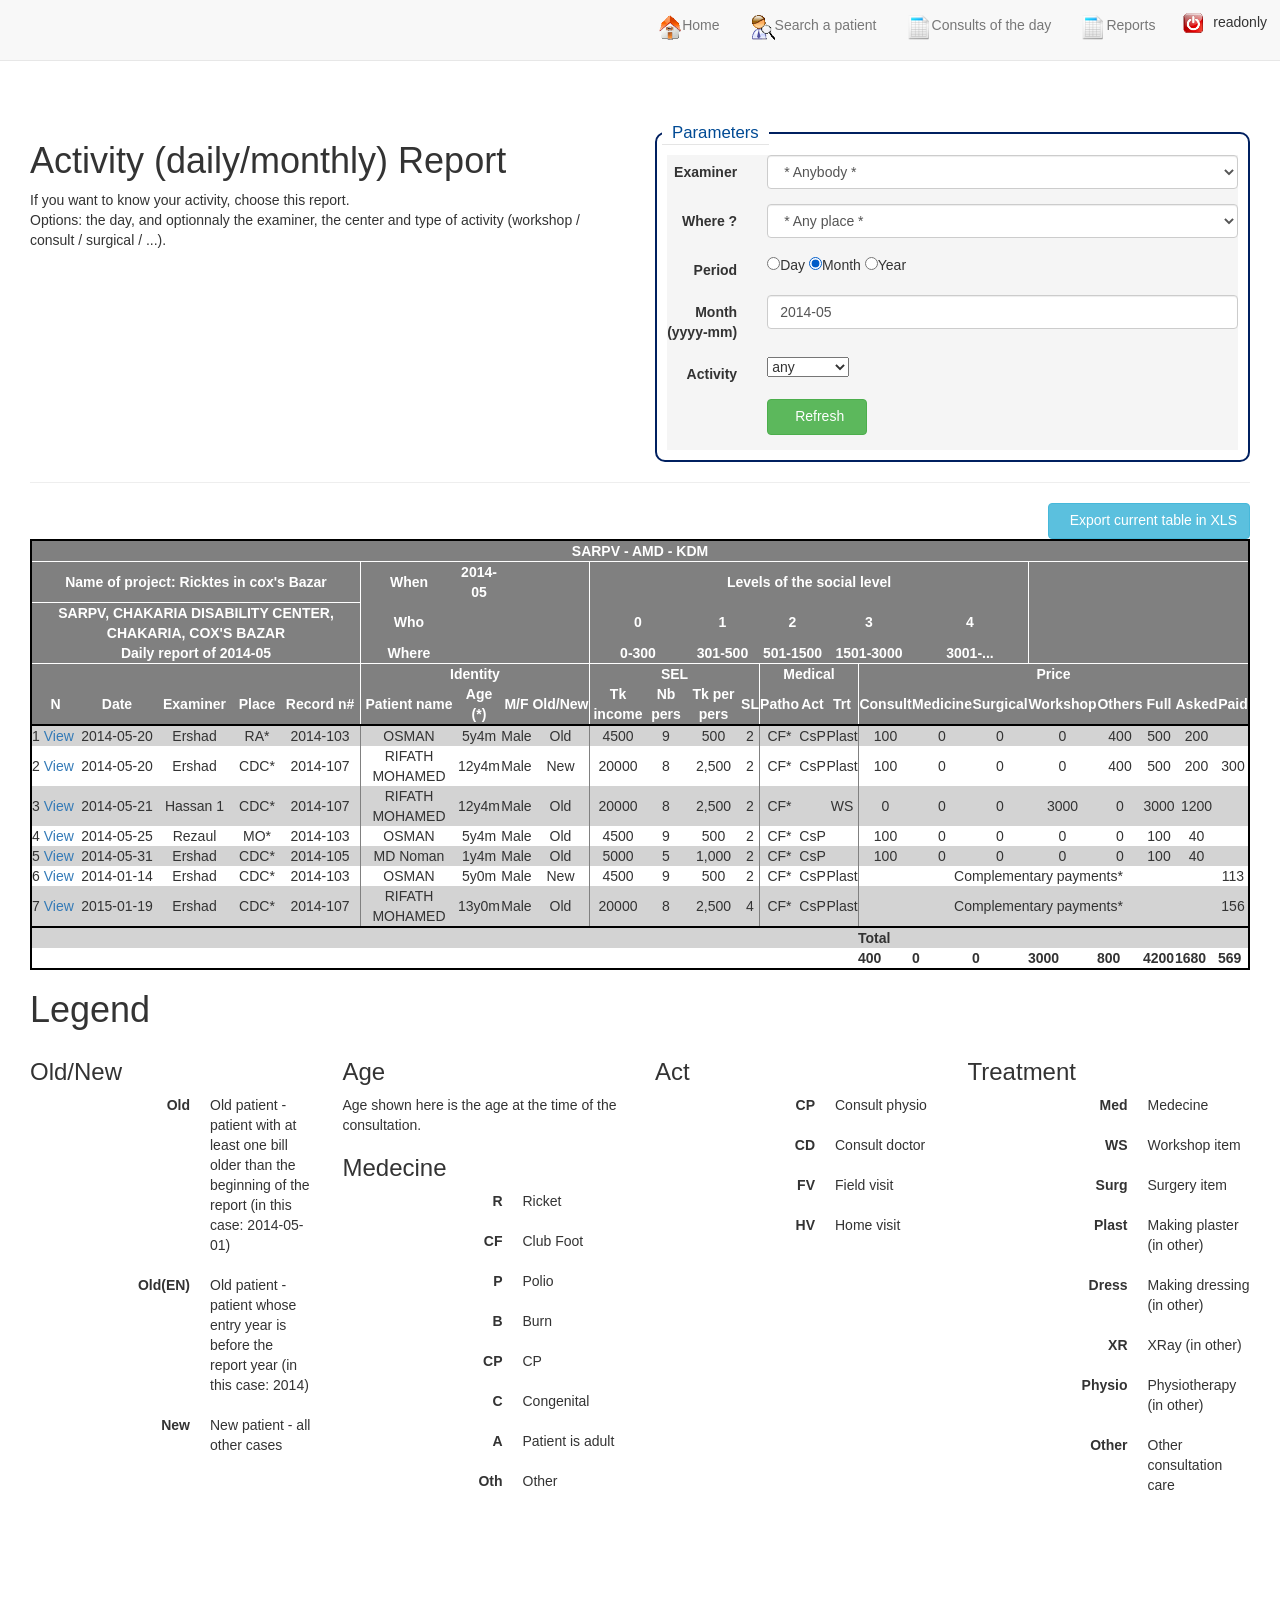 Home Search a patient Consults of the day Reports readonly
Activity (daily/monthly) Report
If you want to know your activity, choose this report.
Options: the day, and optionnaly the examiner, the center and type of activity (workshop /
consult / surgical / ...).
Parameters
Examiner * Anybody *
Where ? * Any place *
Period Day Month Year
Month
(yyyy-mm) 2014-05
Activity any
Refresh
Export current table in XLS
SARPV - AMD - KDM
Name of project: Ricktes in cox's Bazar When 2014-
05 Levels of the social level
SARPV, CHAKARIA DISABILITY CENTER,
CHAKARIA, COX'S BAZAR Who 0 1 2 3 4
Daily report of 2014-05 Where 0-300 301-500 501-1500 1501-3000 3001-...
Identity SEL Medical Price
N Date Examiner Place Record n# Patient name Age
(*) M/F Old/New Tk
income Nb
pers Tk per
pers SL Patho Act Trt Consult Medicine Surgical Workshop Others Full Asked Paid
1 View 2014-05-20 Ershad RA* 2014-103 OSMAN 5y4m Male Old 4500 9 500 2 CF* CsP Plast 100 0 0 0 400 500 200
2 View 2014-05-20 Ershad CDC* 2014-107 RIFATH
MOHAMED 12y4m Male New 20000 8 2,500 2 CF* CsP Plast 100 0 0 0 400 500 200 300
3 View 2014-05-21 Hassan 1 CDC* 2014-107 RIFATH
MOHAMED 12y4m Male Old 20000 8 2,500 2 CF* WS 0 0 0 3000 0 3000 1200
4 View 2014-05-25 Rezaul MO* 2014-103 OSMAN 5y4m Male Old 4500 9 500 2 CF* CsP 100 0 0 0 0 100 40
5 View 2014-05-31 Ershad CDC* 2014-105 MD Noman 1y4m Male Old 5000 5 1,000 2 CF* CsP 100 0 0 0 0 100 40
6 View 2014-01-14 Ershad CDC* 2014-103 OSMAN 5y0m Male New 4500 9 500 2 CF* CsP Plast Complementary payments* 113
7 View 2015-01-19 Ershad CDC* 2014-107 RIFATH
MOHAMED 13y0m Male Old 20000 8 2,500 4 CF* CsP Plast Complementary payments* 156
Total
400 0 0 3000 800 4200 1680 569
Legend
Old/New
Old Old patient -
patient with at
least one bill
older than the
beginning of the
report (in this
case: 2014-05-
01)
Old(EN) Old patient -
patient whose
entry year is
before the
report year (in
this case: 2014)
New New patient - all
other cases
Age
Age shown here is the age at the time of the
consultation.
Medecine
R Ricket
CF Club Foot
P Polio
B Burn
CP CP
C Congenital
A Patient is adult
Oth Other
Act
CP Consult physio
CD Consult doctor
FV Field visit
HV Home visit
Treatment
Med Medecine
WS Workshop item
Surg Surgery item
Plast Making plaster
(in other)
Dress Making dressing
(in other)
XR XRay (in other)
Physio Physiotherapy
(in other)
Other Other
consultation
care